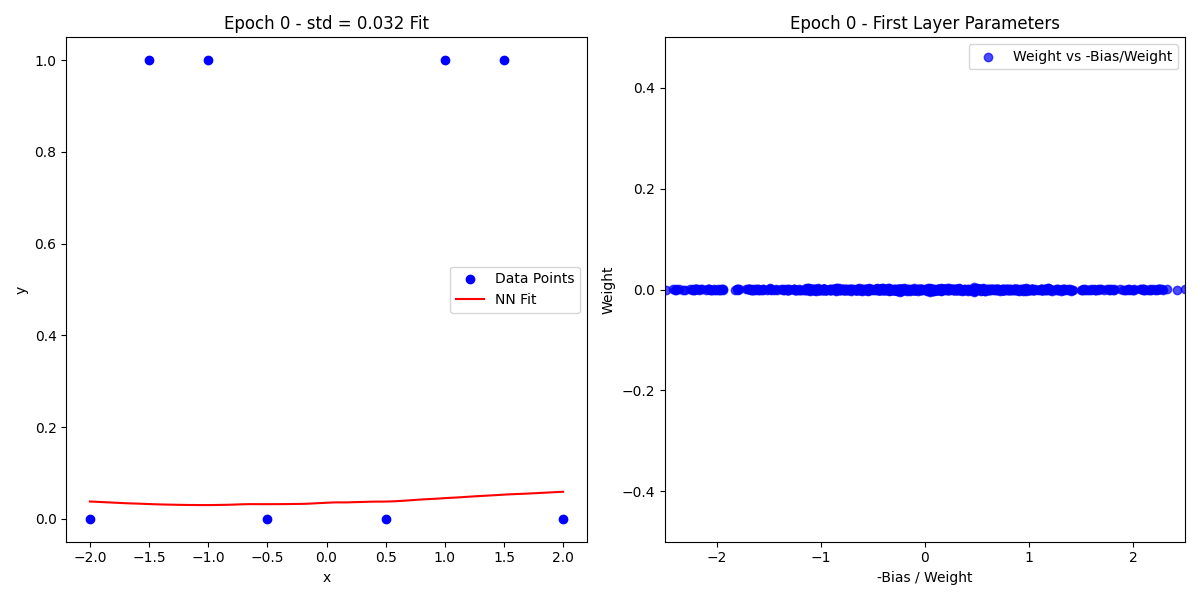 Epoch 0 - std = 0.032 Fit
1.0
0.8
0.6
0.4
0.2
0.0
y
Data Points
NN Fit
−2.0 −1.5 −1.0 −0.5 0.0 0.5 1.0 1.5 2.0
x
Epoch 0 - First Layer Parameters
Weight vs -Bias/Weight
0.4
0.2
0.0
−0.2
−0.4
Weight
−2 −1 0 1 2
-Bias / Weight